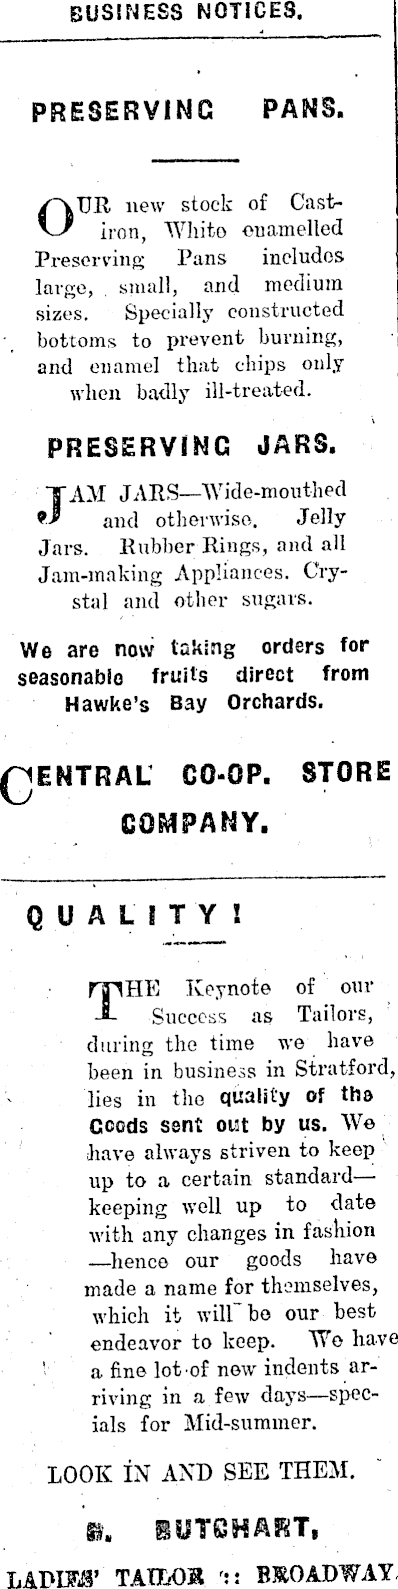 BUSINESS NOTICES.
PRESERVING PANS.
OUR new stock of Cast-
iron, White enamelled
Preserving Pans includes
large, small, and medium
sizes. Specially constructed
bottoms to prevent burning,
and enamel that chips only
when badly ill-treated.
PRESERVING JARS.
JAM JARS—Wide-mouthed
and otherwise. Jelly
Jars. Rubber Rings, and all
Jam-making Appliances. Cry-
stal and other sugars.
We are now taking orders for
seasonable fruits direct from
Hawke's Bay Orchards.
CENTRAL CO-OP. STORE
COMPANY.
QUALITY!
THE Keynote of our
Success as Tailors,
during the time we have
been in business in Stratford,
lies in the quality of the
Goods sent out by us. We
have always striven to keep
up to a certain standard—
keeping well up to date
with any changes in fashion
—hence our goods have
made a name for themselves,
which it will be our best
endeavor to keep. We have
a fine lot of new indents ar-
riving in a few days—spec-
ials for Mid-summer.
LOOK IN AND SEE THEM.
BUTCHART,
LADIES' TAILOR :: BROADWAY.